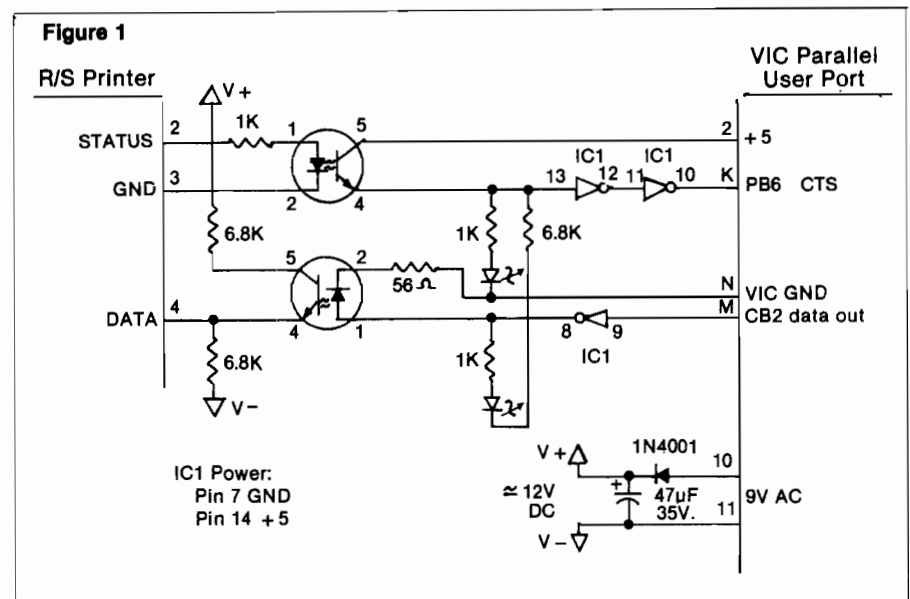 Figure 1
R/S Printer
VIC Parallel
User Port
V+
STATUS
2
1K
1
5
2
+5
IC1
IC1
GND
3
2
4
13
12
11
10
K
PB6 CTS
6.8K
1K
6.8K
5
2
56 Ω
N
VIC GND
DATA
4
4
1
8
9
M
CB2 data out
IC1
6.8K
1K
V-
IC1 Power:
Pin 7 GND
Pin 14 +5
V+
1N4001
10
≃ 12V
DC
+
47µF
35V.
9V AC
11
V-